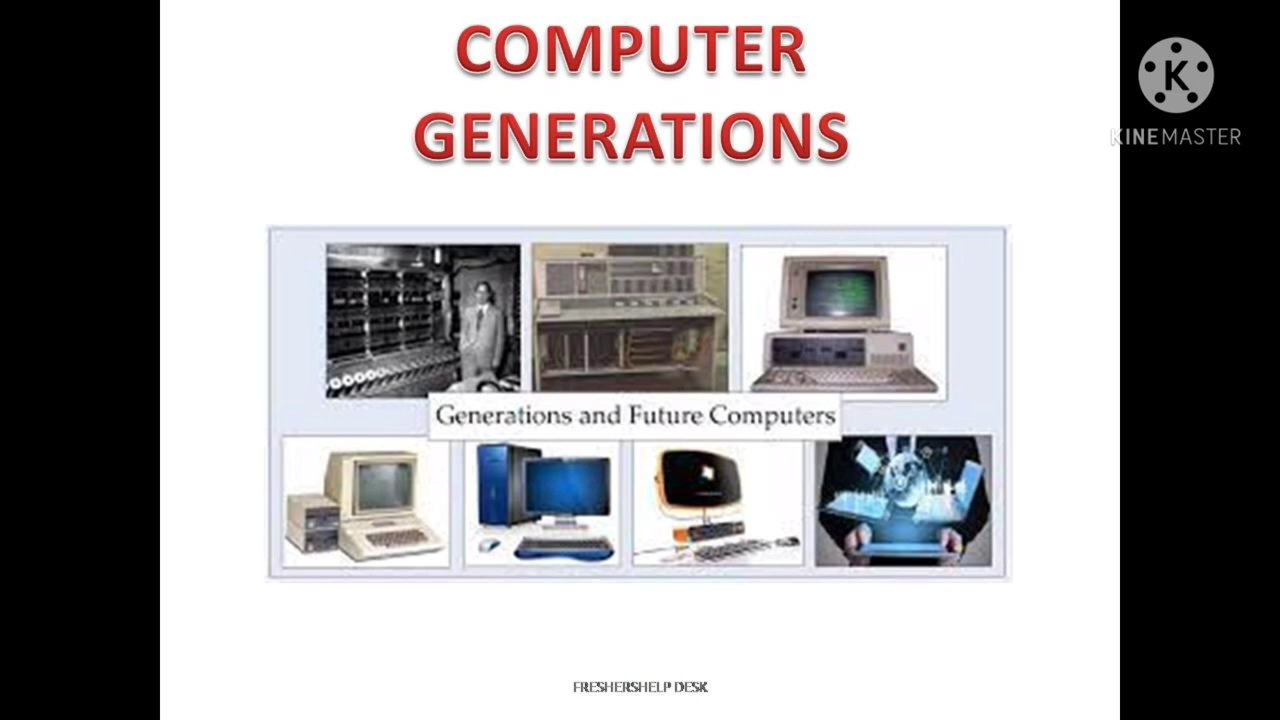 COMPUTER
GENERATIONS
K
KINEMASTER
Generations and Future Computers
FRESHERSHELP DESK